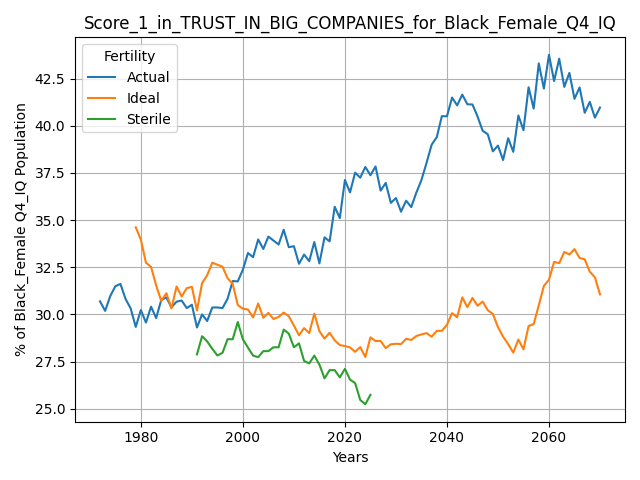 Score_1_in_TRUST_IN_BIG_COMPANIES_for_Black_Female_Q4_IQ
Fertility
Actual
Ideal
Sterile
% of Black_Female Q4_IQ Population
42.5
40.0
37.5
35.0
32.5
30.0
27.5
25.0
1980
2000
2020
2040
2060
Years